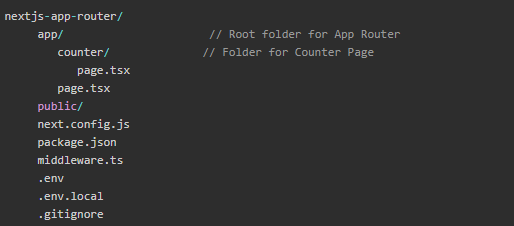 nextjs-app-router/
app/ // Root folder for App Router
counter/ // Folder for Counter Page
page.tsx
page.tsx
public/
next.config.js
package.json
middleware.ts
.env
.env.local
.gitignore